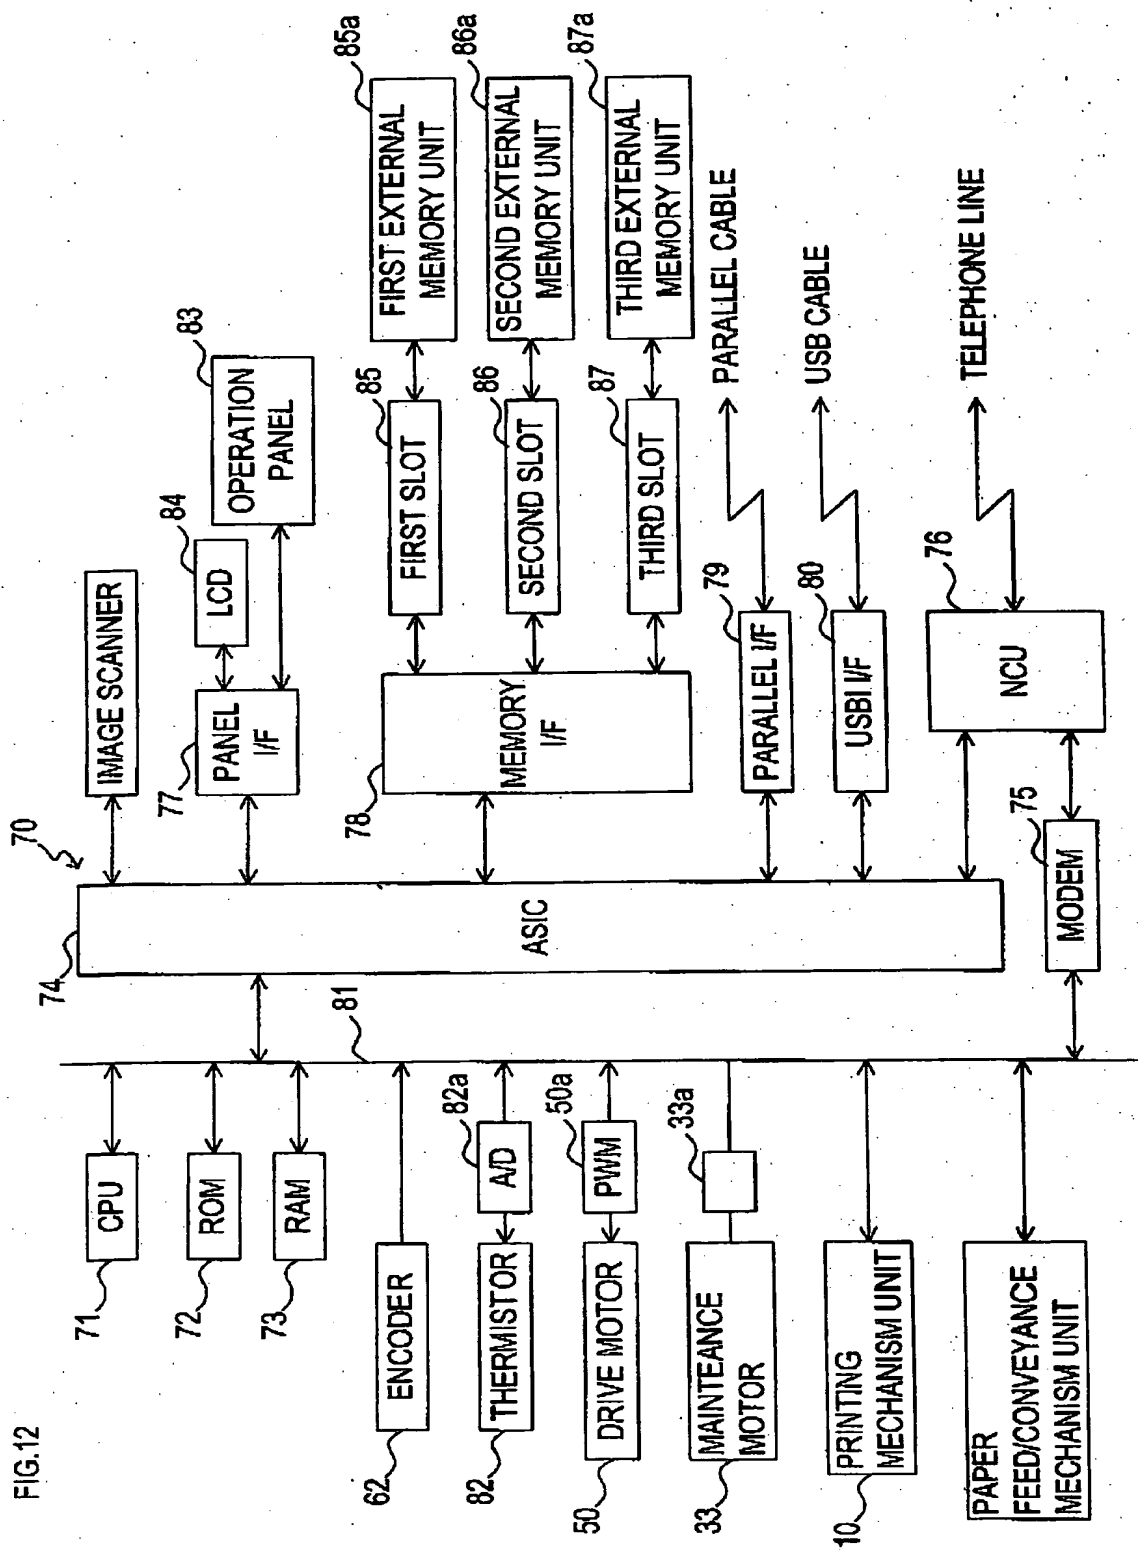 FIG.12
71
CPU
72
ROM
73
RAM
62
ENCODER
82
THERMISTOR
82a
A/D
50
DRIVE MOTOR
50a
PWM
33
MAINTEANCE
MOTOR
33a
10
PRINTING
MECHANISM UNIT
PAPER
FEED/CONVEYANCE
MECHANISM UNIT
81
70
74
ASIC
75
MODEM
IMAGE SCANNER
77
PANEL
I/F
84
LCD
83
OPERATION
PANEL
78
MEMORY
I/F
85
FIRST SLOT
85a
FIRST EXTERNAL
MEMORY UNIT
86
SECOND SLOT
86a
SECOND EXTERNAL
MEMORY UNIT
87
THIRD SLOT
87a
THIRD EXTERNAL
MEMORY UNIT
79
PARALLEL I/F
PARALLEL CABLE
80
USBI I/F
USB CABLE
76
NCU
TELEPHONE LINE